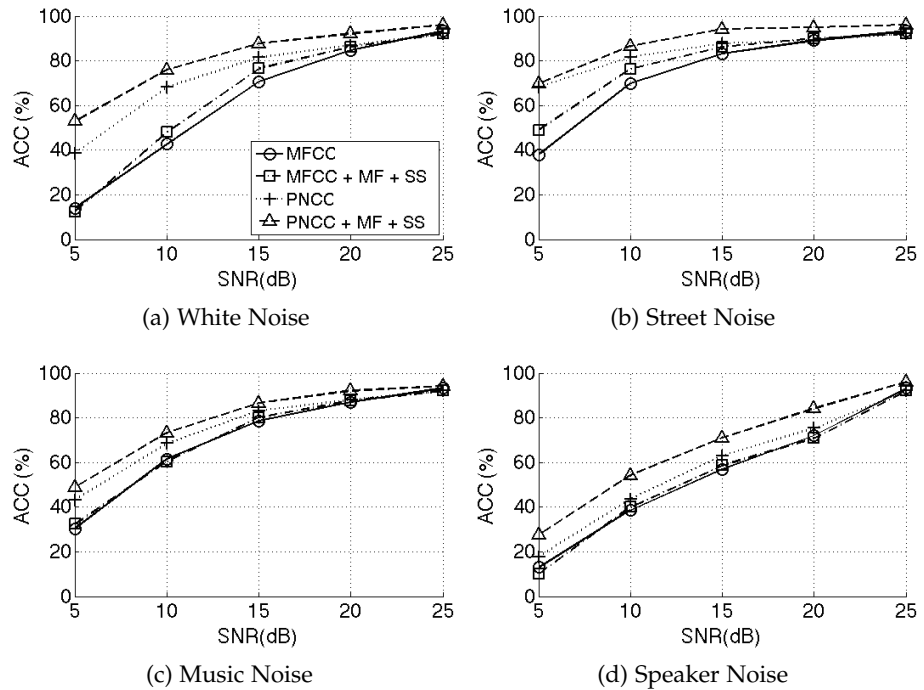 100
80
60
40
20
0
ACC (%)
5 10 15 20 25
SNR(dB)
MFCC
MFCC + MF + SS
PNCC
PNCC + MF + SS
(a) White Noise
100
80
60
40
20
0
ACC (%)
5 10 15 20 25
SNR(dB)
(b) Street Noise
100
80
60
40
20
0
ACC (%)
5 10 15 20 25
SNR(dB)
(c) Music Noise
100
80
60
40
20
0
ACC (%)
5 10 15 20 25
SNR(dB)
(d) Speaker Noise